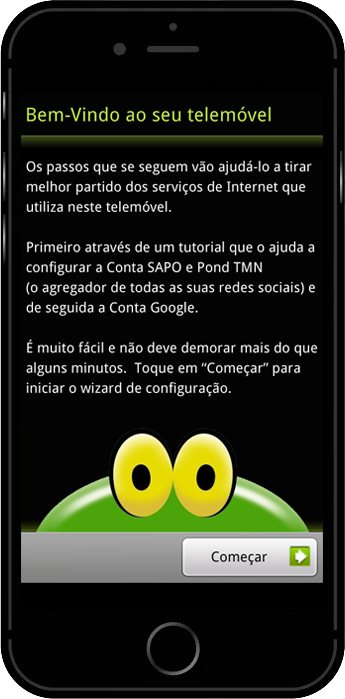 Bem-Vindo ao seu telemóvel
Os passos que se seguem vão ajudá-lo a tirar
melhor partido dos serviços de Internet que
utiliza neste telemóvel.
Primeiro através de um tutorial que o ajuda a
configurar a Conta SAPO e Pond TMN
(o agregador de todas as suas redes sociais) e
de seguida a Conta Google.
É muito fácil e não deve demorar mais do que
alguns minutos. Toque em “Começar” para
iniciar o wizard de configuração.
Começar